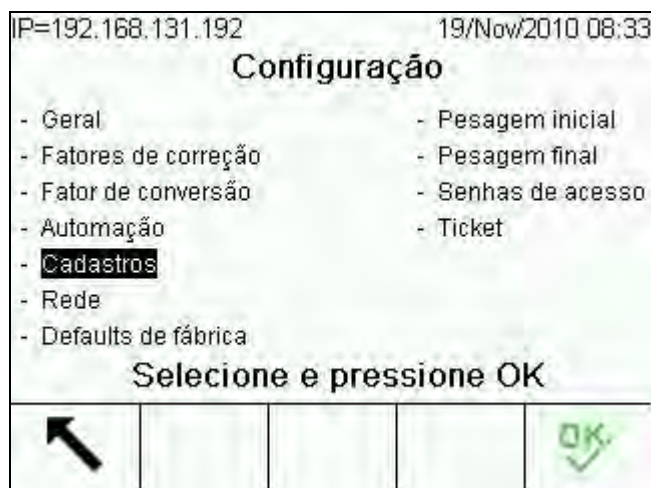 IP=192.168.131.192
19/Nov/2010 08:33
Configuração
- Geral
- Fatores de correção
- Fator de conversão
- Automação
- Cadastros
- Rede
- Defaults de fábrica
- Pesagem inicial
- Pesagem final
- Senhas de acesso
- Ticket
Selecione e pressione OK
OK